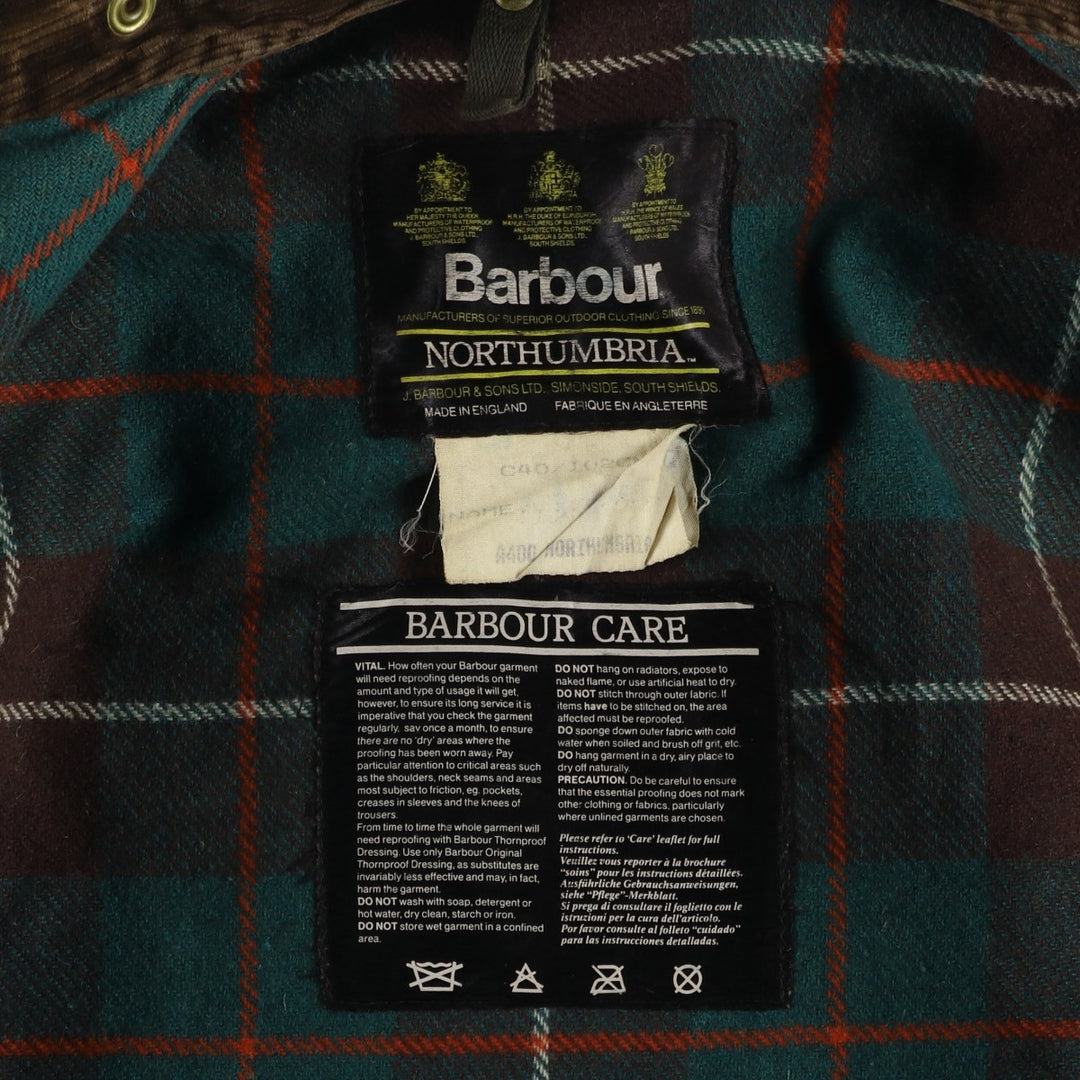 BY APPOINTMENT TO
HER MAJESTY THE QUEEN
MANUFACTURERS OF WATERPROOF
AND PROTECTIVE CLOTHING
J. BARBOUR & SONS LTD.
SOUTH SHIELDS
BY APPOINTMENT TO
H.R.H. THE DUKE OF EDINBURGH
MANUFACTURERS OF WATERPROOF
AND PROTECTIVE CLOTHING
J. BARBOUR & SONS LTD.
SOUTH SHIELDS
BY APPOINTMENT TO
H.R.H. THE PRINCE OF WALES
MANUFACTURERS OF WATERPROOF
AND PROTECTIVE CLOTHING
J. BARBOUR & SONS LTD.
SOUTH SHIELDS
Barbour
MANUFACTURERS OF SUPERIOR OUTDOOR CLOTHING SINCE 1890
NORTHUMBRIA™
J. BARBOUR & SONS LTD., SIMONSIDE, SOUTH SHIELDS.
MADE IN ENGLAND FABRIQUE EN ANGLETERRE
C40
A400 NORTHUMBRIA
BARBOUR CARE
VITAL. How often your Barbour garment
will need reproofing depends on the
amount and type of usage it will get,
however, to ensure its long service it is
imperative that you check the garment
regularly, say once a month, to ensure
there are no 'dry' areas where the
proofing has been worn away. Pay
particular attention to critical areas such
as the shoulders, neck seams and areas
most subject to friction, eg. pockets,
creases in sleeves and the knees of
trousers.
From time to time the whole garment will
need reproofing with Barbour Thornproof
Dressing. Use only Barbour Original
Thornproof Dressing, as substitutes are
invariably less effective and may, in fact,
harm the garment.
DO NOT wash with soap, detergent or
hot water, dry clean, starch or iron.
DO NOT store wet garment in a confined
area.
DO NOT hang on radiators, expose to
naked flame, or use artificial heat to dry.
DO NOT stitch through outer fabric. If
items have to be stitched on, the area
affected must be reproofed.
DO sponge down outer fabric with cold
water when soiled and brush off grit, etc.
DO hang garment in a dry, airy place to
dry off naturally.
PRECAUTION. Do be careful to ensure
that the essential proofing does not mark
other clothing or fabrics, particularly
where unlined garments are chosen.
Please refer to 'Care' leaflet for full
instructions.
Veuillez vous reporter à la brochure
"soins" pour les instructions détaillées.
Ausführliche Gebrauchsanweisungen,
siehe "Pflege"-Merkblatt.
Si prega di consultare il foglietto con le
istruzioni per la cura dell'articolo.
Por favor consulte al folleto "cuidado"
para las instrucciones detalladas.